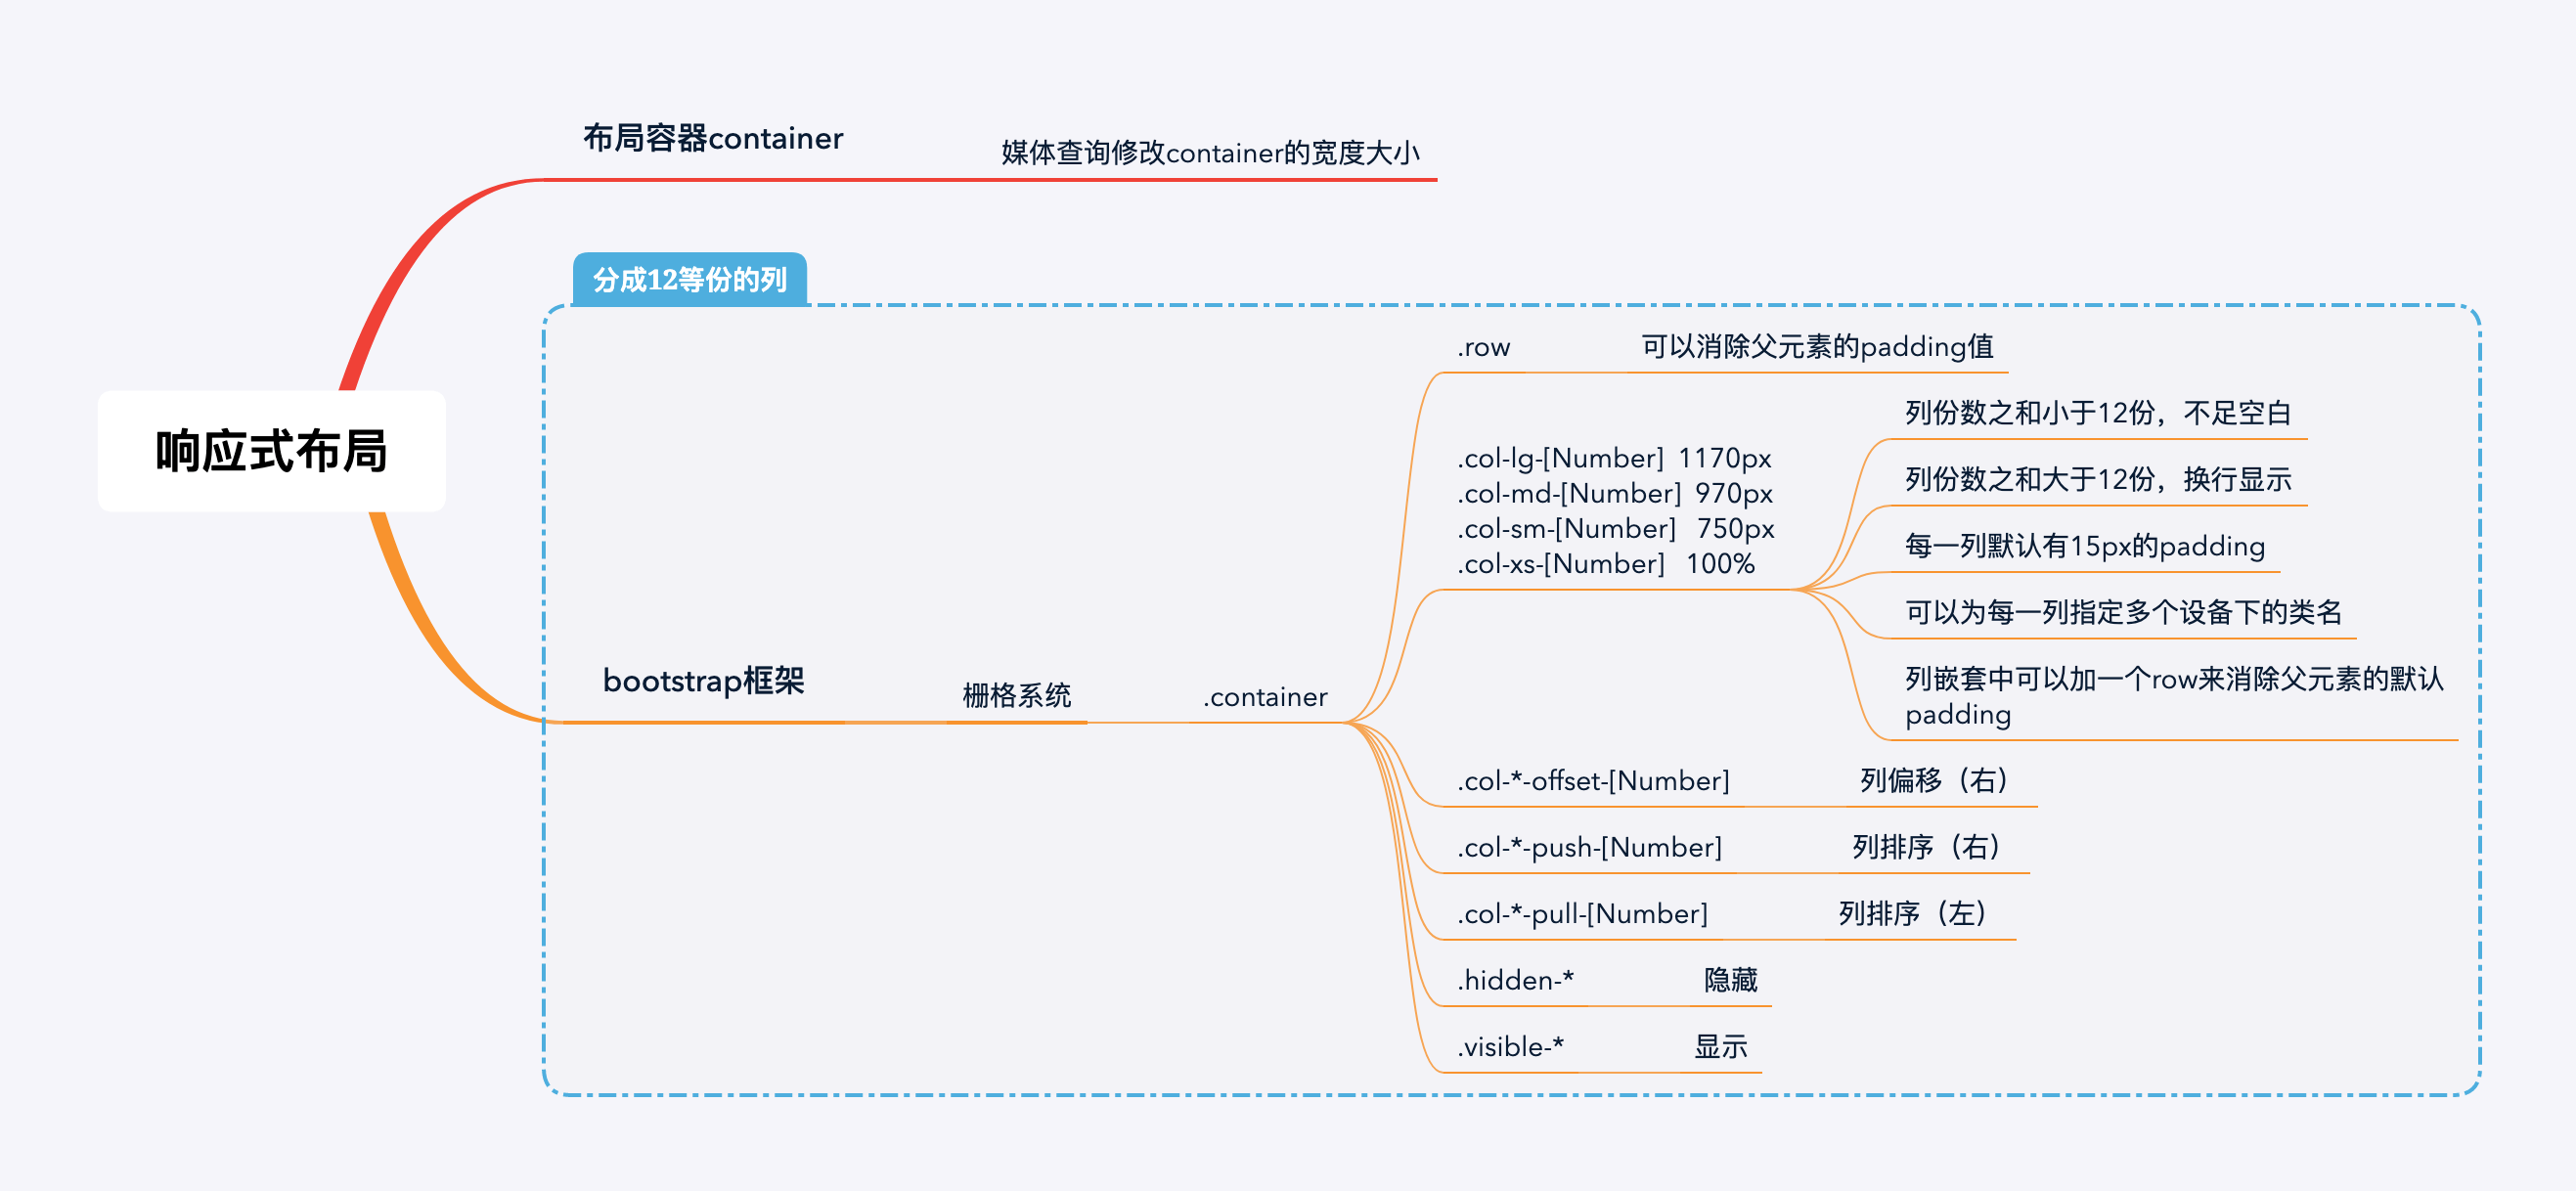 布局容器container
媒体查询修改container的宽度大小
分成12等份的列
响应式布局
bootstrap框架
栅格系统
.container
.row
可以消除父元素的padding值
.col-lg-[Number] 1170px
.col-md-[Number] 970px
.col-sm-[Number] 750px
.col-xs-[Number] 100%
列份数之和小于12份，不足空白
列份数之和大于12份，换行显示
每一列默认有15px的padding
可以为每一列指定多个设备下的类名
列嵌套中可以加一个row来消除父元素的默认
padding
.col-*-offset-[Number]
列偏移（右）
.col-*-push-[Number]
列排序（右）
.col-*-pull-[Number]
列排序（左）
.hidden-*
隐藏
.visible-*
显示